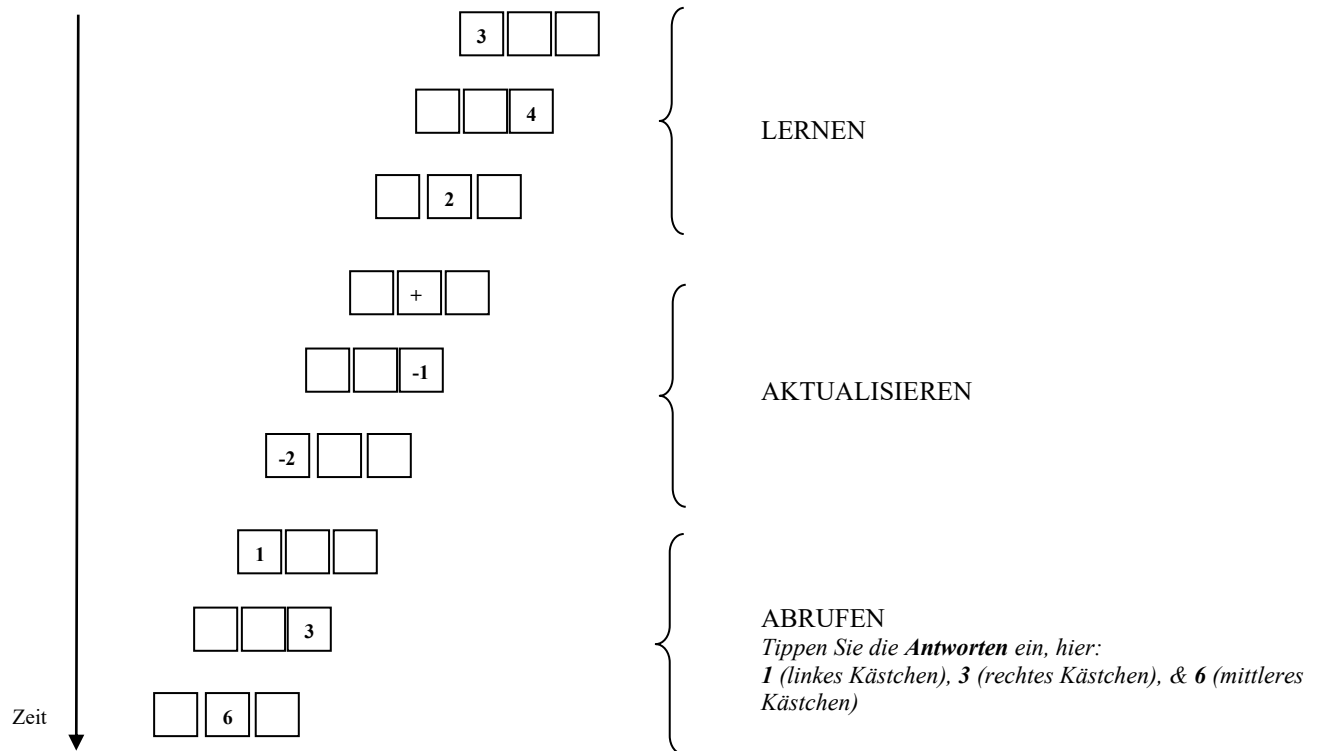 3
4
LERNEN
2
+
-1
AKTUALISIEREN
-2
1
3
ABRUFEN
Tippen Sie die Antworten ein, hier:
1 (linkes Kästchen), 3 (rechtes Kästchen), & 6 (mittleres
Kästchen)
6
Zeit